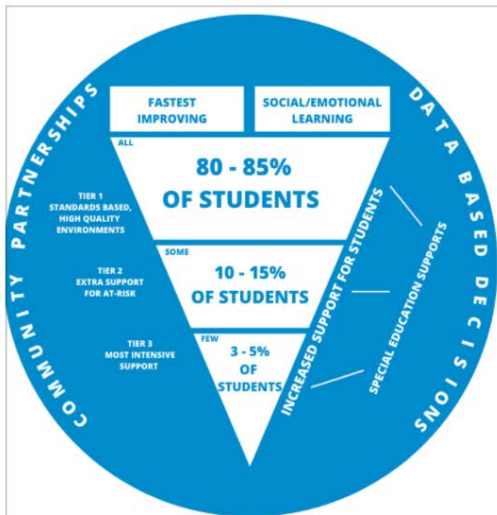 COMMUNITY PARTNERSHIPS
DATA BASED DECISIONS
FASTEST
IMPROVING
SOCIAL/EMOTIONAL
LEARNING
ALL
80 - 85%
OF STUDENTS
TIER 1
STANDARDS BASED,
HIGH QUALITY
ENVIRONMENTS
SOME
10 - 15%
OF STUDENTS
TIER 2
EXTRA SUPPORT
FOR AT-RISK
FEW
3 - 5%
OF
STUDENTS
TIER 3
MOST INTENSIVE
SUPPORT
INCREASED SUPPORT FOR STUDENTS
SPECIAL EDUCATION SUPPORTS